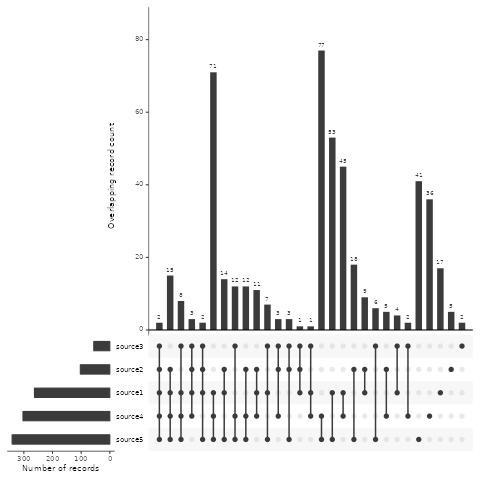 80
60
40
20
0
Overlapping record count
2 15 8 3 2 71 14 12 12 11 7 3 3 1 1 77 53 45 18 9 6 5 4 2 41 36 17 5 2
source3
source2
source1
source4
source5
300 200 100 0
Number of records